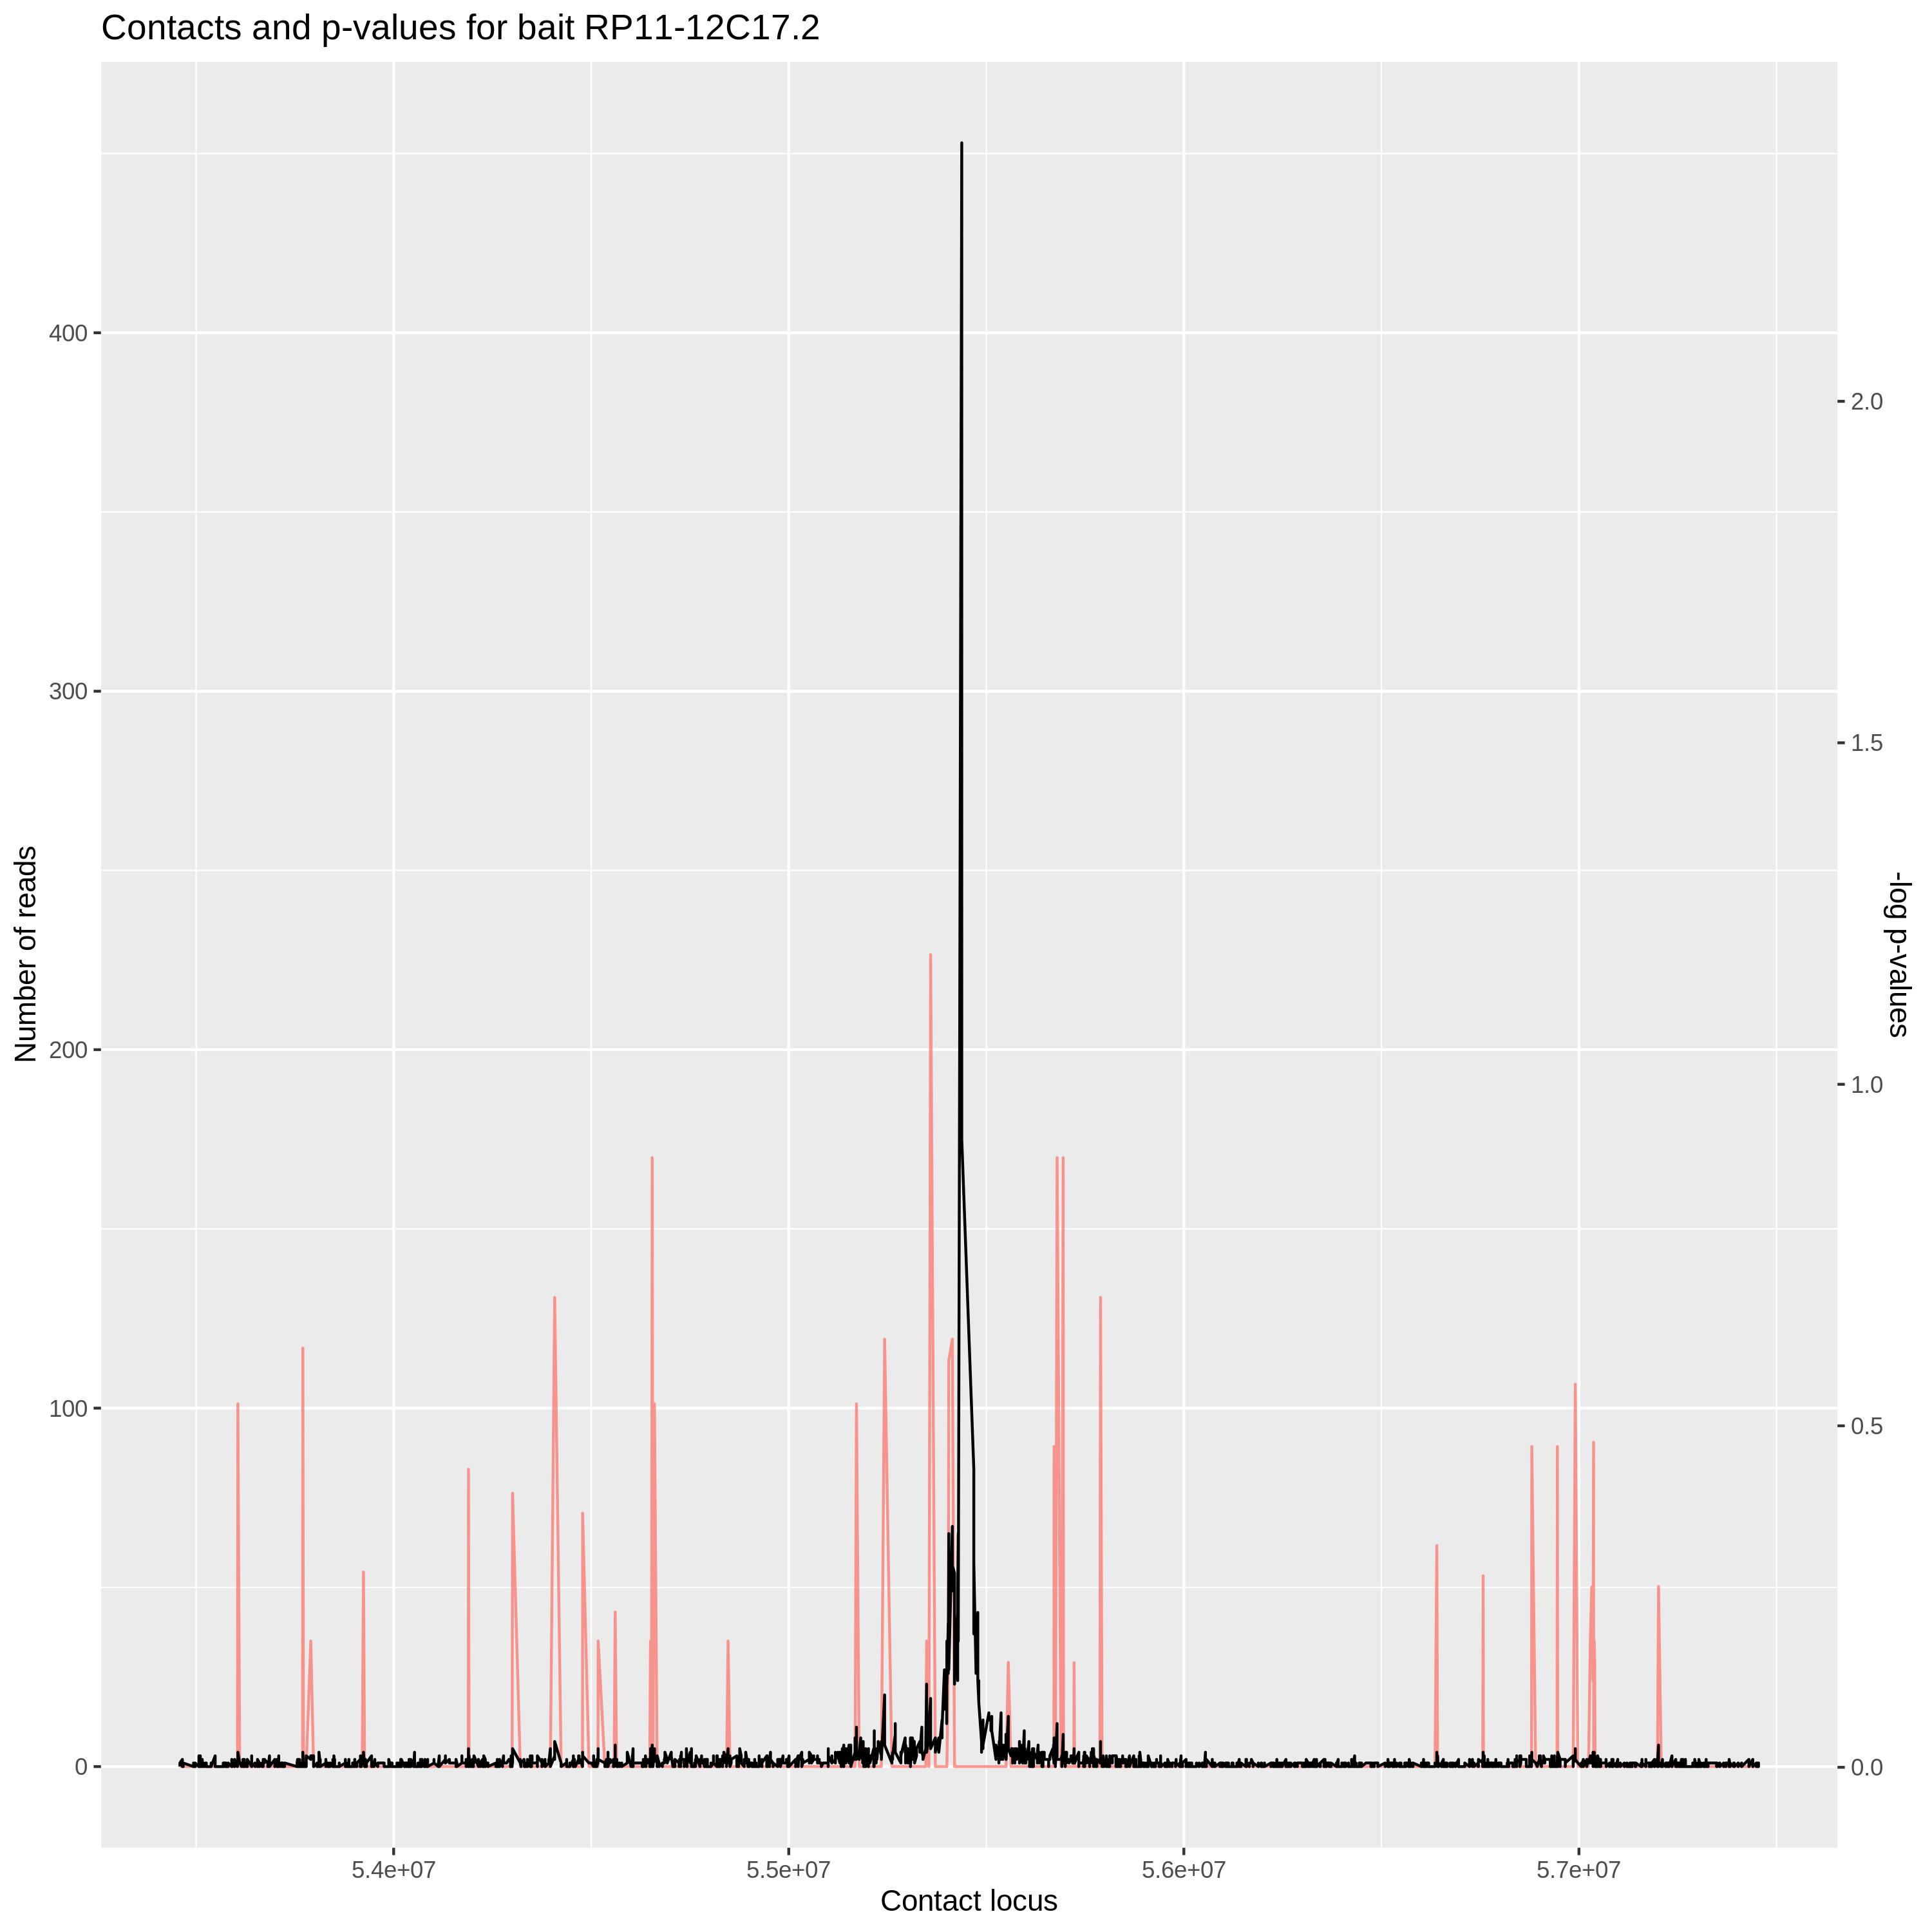 Contacts and p-values for bait RP11-12C17.2
Number of reads
400
300
200
100
0
2.0
1.5
1.0
0.5
0.0
-log p-values
5.4e+07
5.5e+07
5.6e+07
5.7e+07
Contact locus